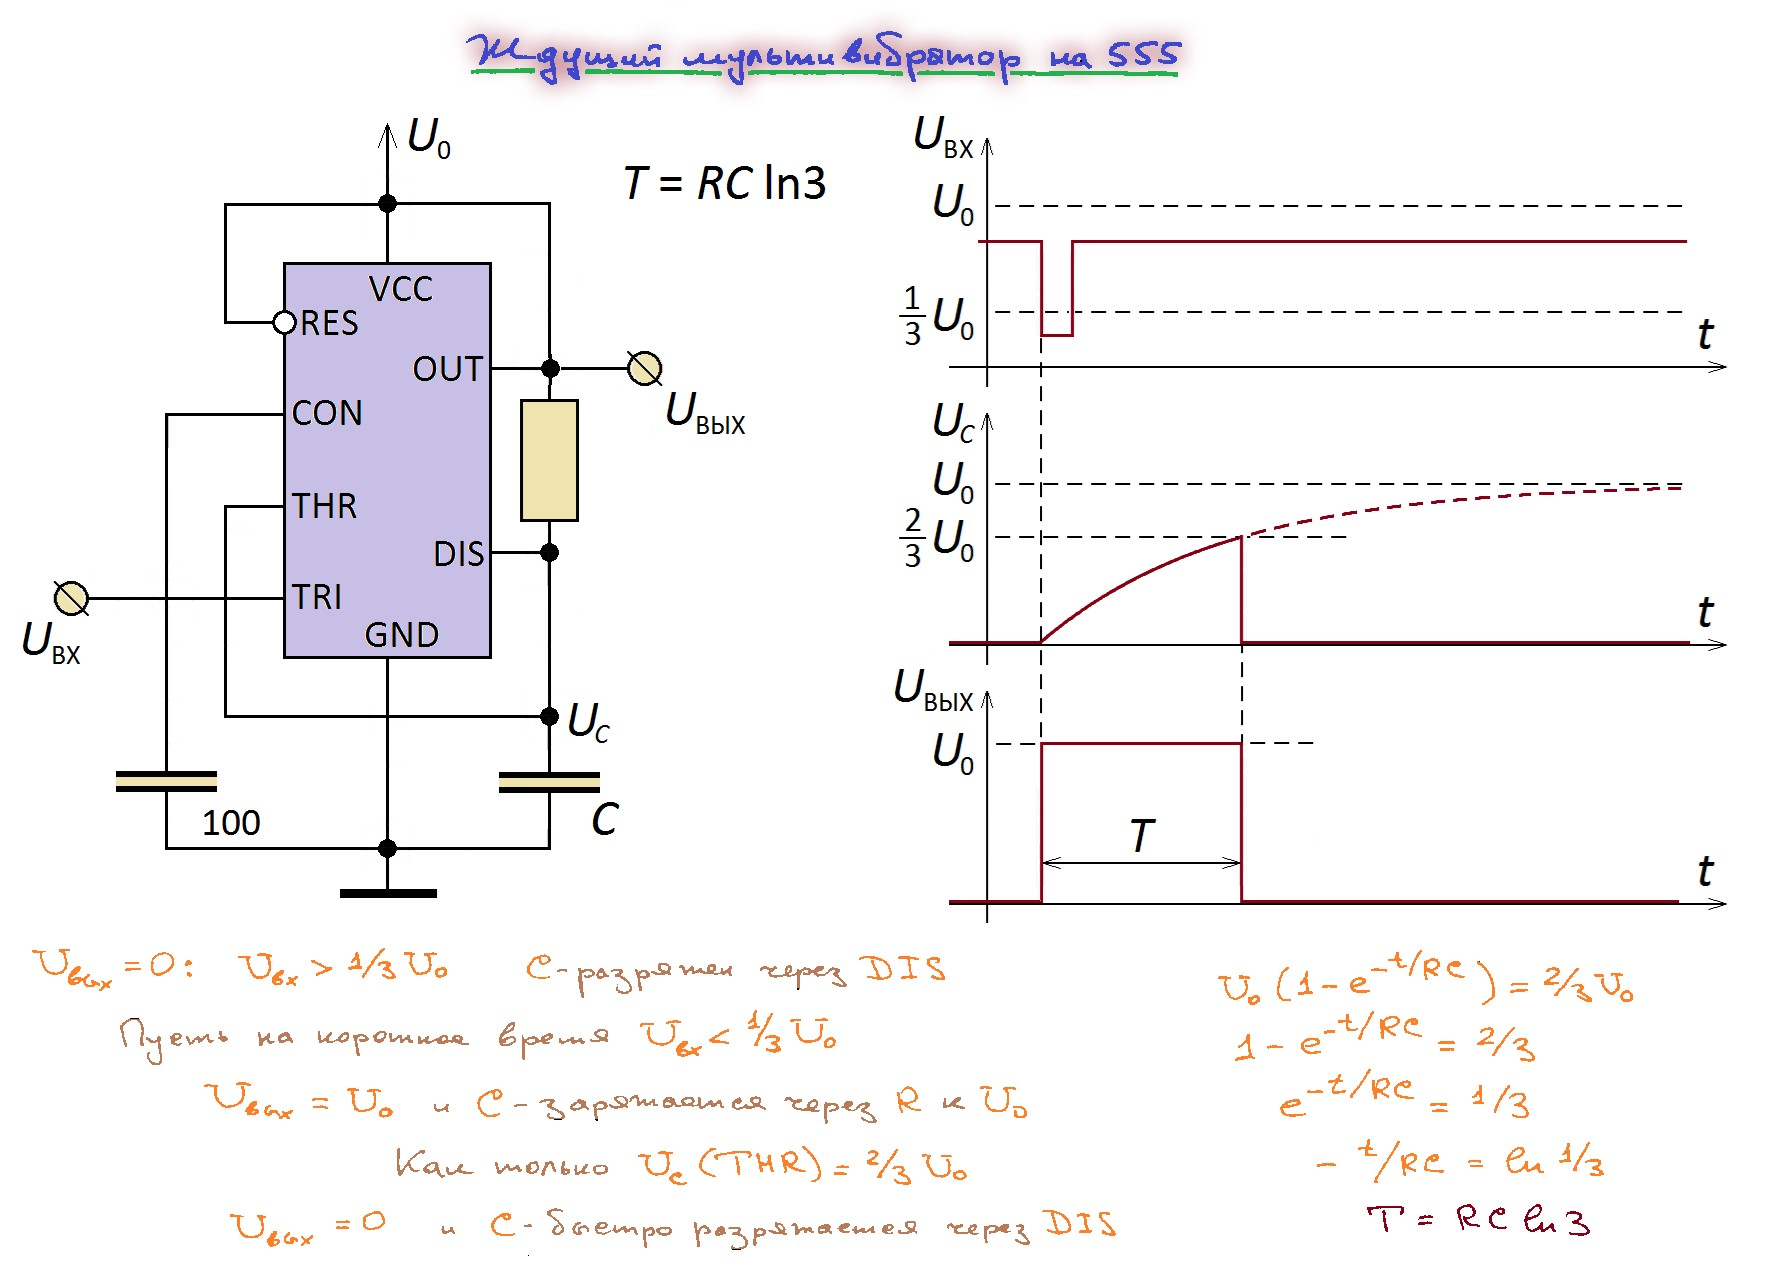 Ждущий мультивибратор на 555
U₀
T = RC ln3
VCC
RES
OUT
CON
Uвых
THR
DIS
TRI
Uвх
GND
U_C
100
C
Uвх
U₀
1/3 U₀
t
U_C
U₀
2/3 U₀
t
Uвых
U₀
T
t
Uвых = 0: Uвх > 1/3 U₀ C-разряжен через DIS
Пусть на короткое время Uвх < 1/3 U₀
Uвых = U₀ и C-заряжается через R к U₀
Как только Uc (THR) = 2/3 U₀
Uвых = 0 и C-быстро разряжается через DIS
U₀ (1 - e^(-t/RC)) = 2/3 U₀
1 - e^(-t/RC) = 2/3
e^(-t/RC) = 1/3
- t/RC = ln 1/3
T = RC ln 3